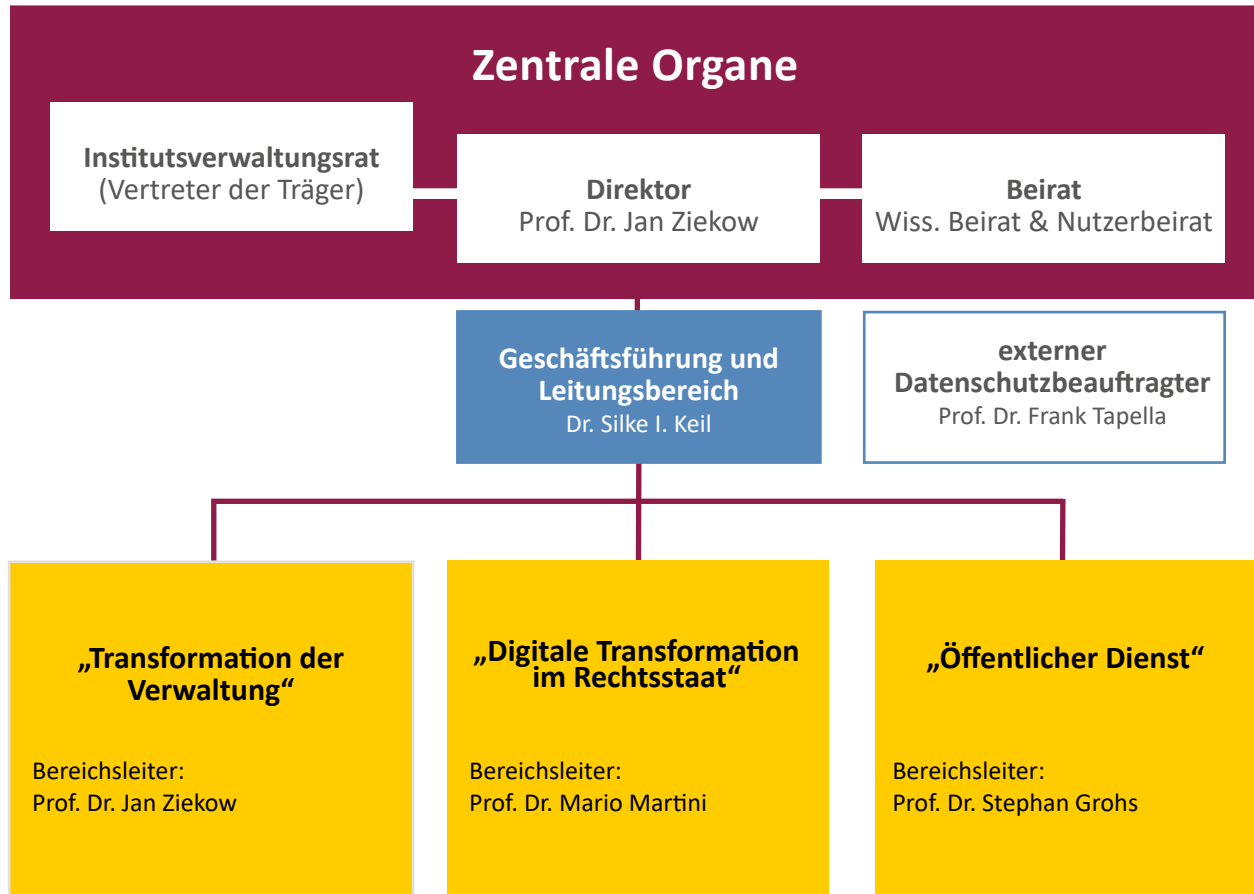 Zentrale Organe
Institutsverwaltungsrat
(Vertreter der Träger)
Direktor
Prof. Dr. Jan Ziekow
Beirat
Wiss. Beirat & Nutzerbeirat
Geschäftsführung und
Leitungsbereich
Dr. Silke I. Keil
externer
Datenschutzbeauftragter
Prof. Dr. Frank Tapella
„Transformation der
Verwaltung“
Bereichsleiter:
Prof. Dr. Jan Ziekow
„Digitale Transformation
im Rechtsstaat“
Bereichsleiter:
Prof. Dr. Mario Martini
„Öffentlicher Dienst“
Bereichsleiter:
Prof. Dr. Stephan Grohs